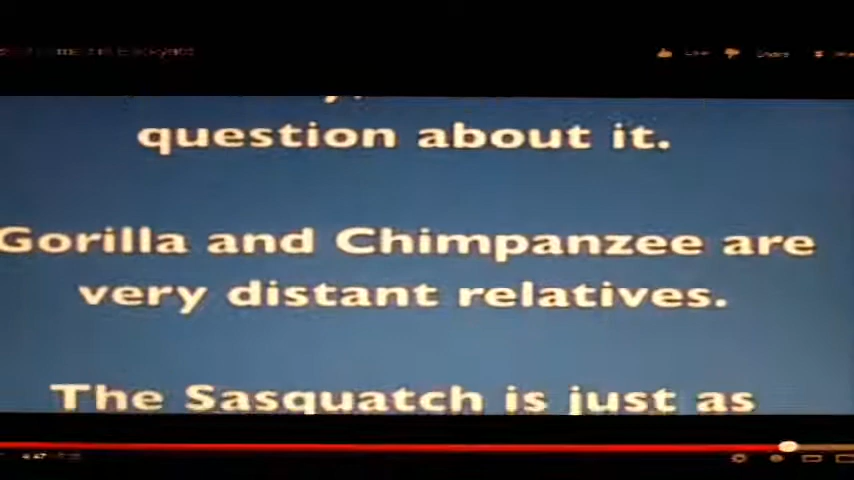 question about it.
Gorilla and Chimpanzee are
very distant relatives.
The Sasquatch is just as